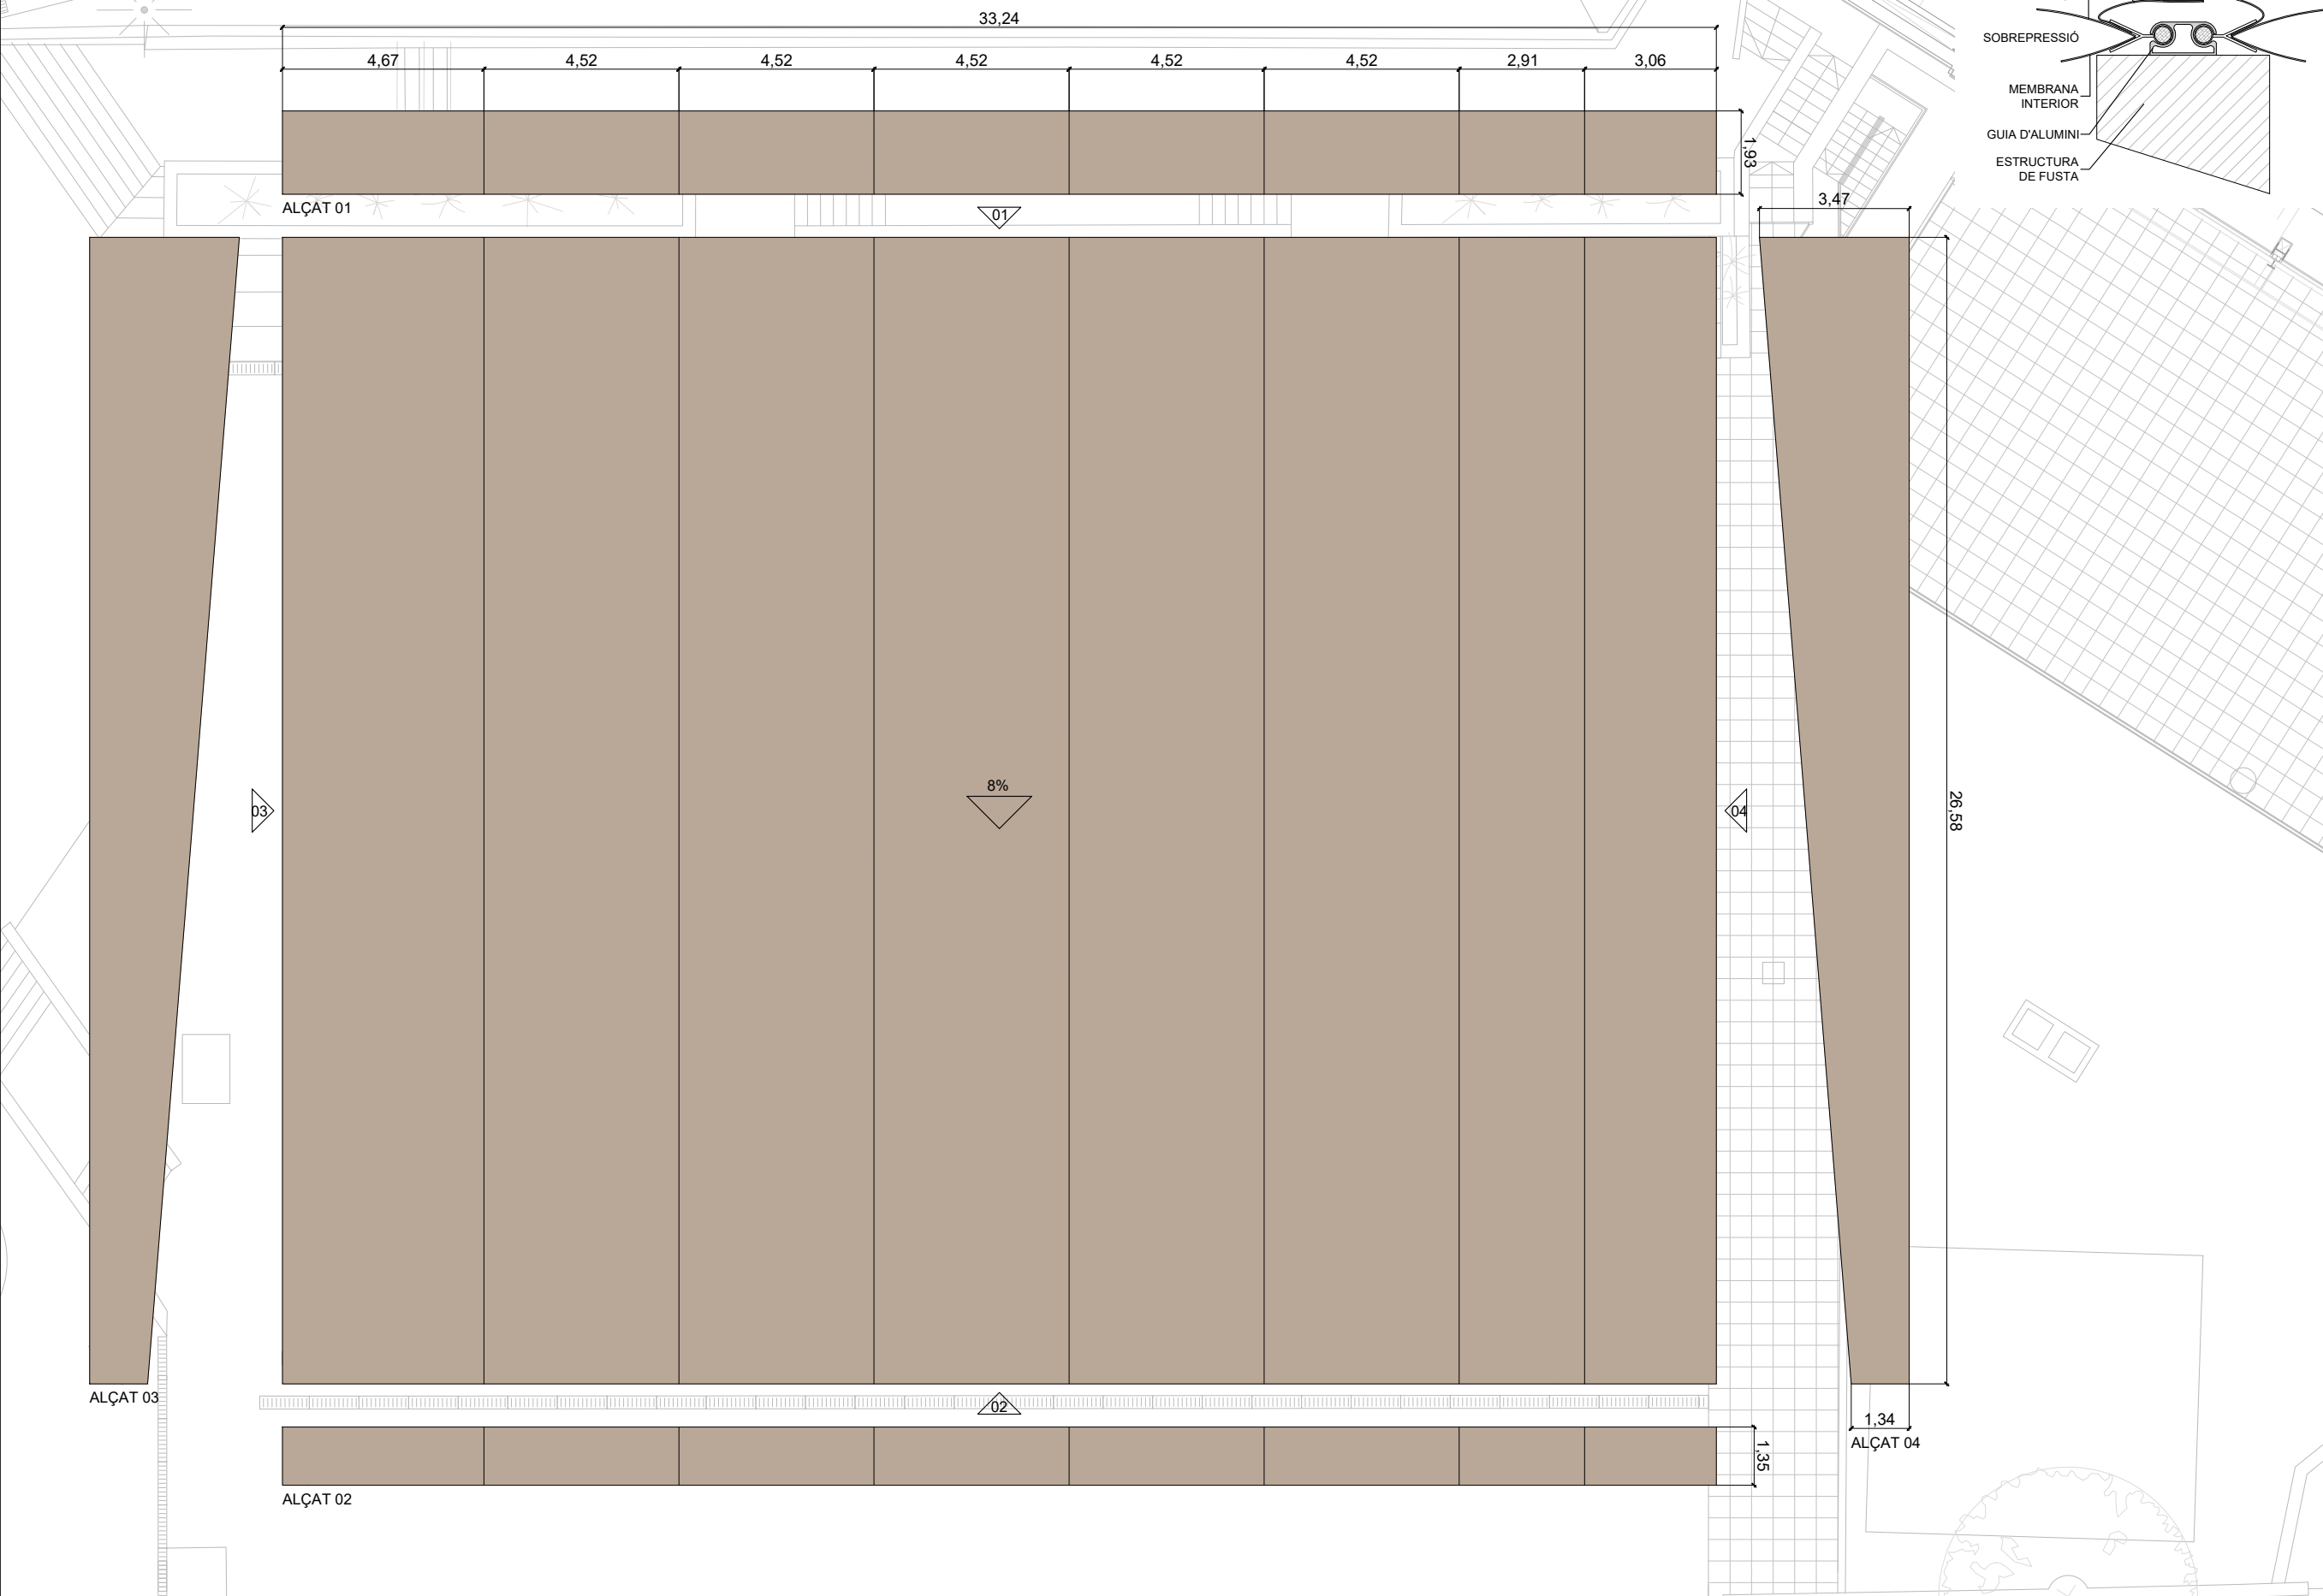 33,24
4,67
4,52
4,52
4,52
4,52
4,52
2,91
3,06
SOBREPRESSIÓ
MEMBRANA
INTERIOR
GUIA D'ALUMINI
ESTRUCTURA
DE FUSTA
1,93
ALÇAT 01
01
3,47
8%
03
04
26,58
ALÇAT 03
02
1,34
ALÇAT 04
1,35
ALÇAT 02